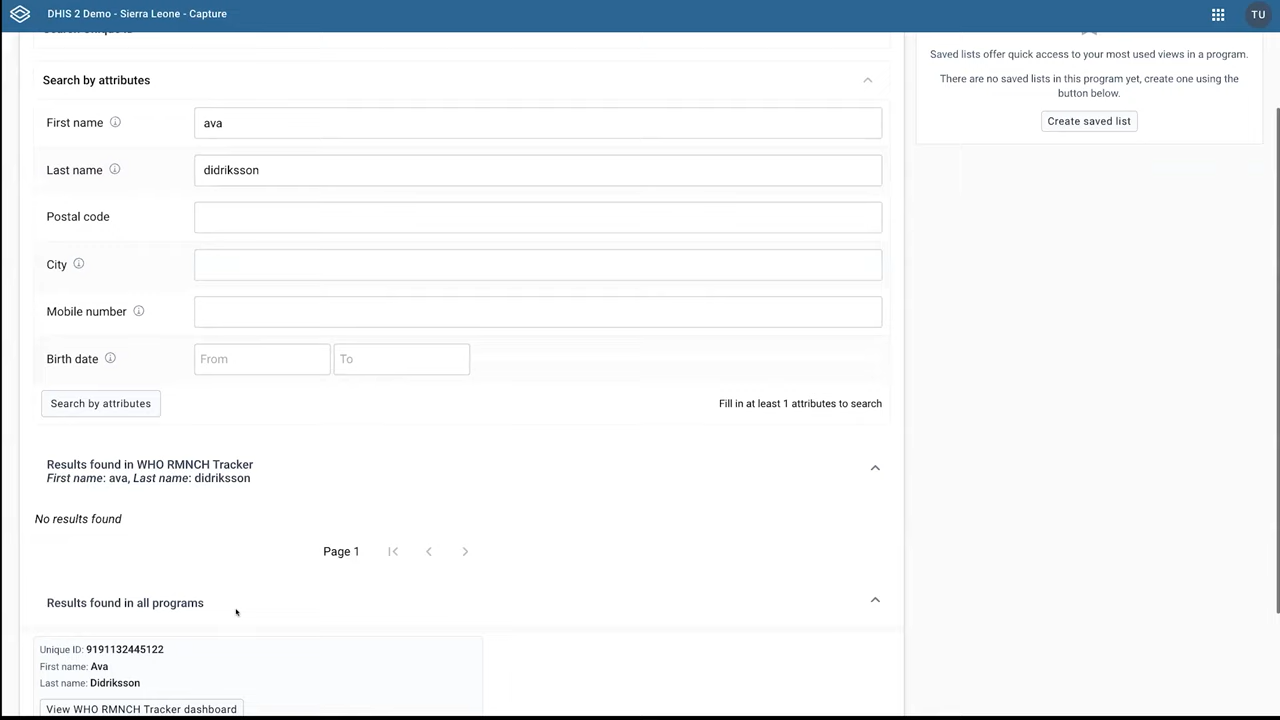 DHIS 2 Demo - Sierra Leone - Capture
TU
Saved lists offer quick access to your most used views in a program.
There are no saved lists in this program yet, create one using the
button below.
Create saved list
Search by attributes
First name
ava
Last name
didriksson
Postal code
City
Mobile number
Birth date
From
To
Search by attributes
Fill in at least 1 attributes to search
Results found in WHO RMNCH Tracker
First name: ava, Last name: didriksson
No results found
Page 1
Results found in all programs
Unique ID: 9191132445122
First name: Ava
Last name: Didriksson
View WHO RMNCH Tracker dashboard